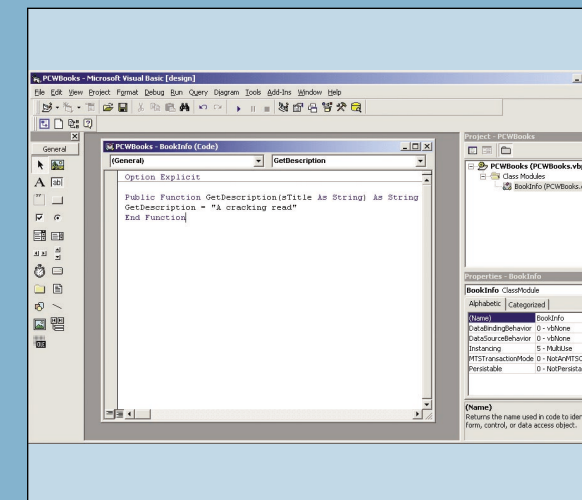 PCWBooks - Microsoft Visual Basic [design]
File Edit View Project Format Debug Run Query Diagram Tools Add-Ins Window Help
General
A ab|
PCWBooks - BookInfo (Code)
(General) GetDescription
Option Explicit
Public Function GetDescription(sTitle As String) As String
GetDescription = "A cracking read"
End Function
Project - PCWBooks
PCWBooks (PCWBooks.vb
Class Modules
BookInfo (PCWBooks.
Properties - BookInfo
BookInfo ClassModule
Alphabetic Categorized
(Name) BookInfo
DataBindingBehavior 0 - vbNone
DataSourceBehavior 0 - vbNone
Instancing 5 - MultiUse
MTSTransactionMode 0 - NotAnMTSO
Persistable 0 - NotPersista
(Name)
Returns the name used in code to iden
form, control, or data access object.